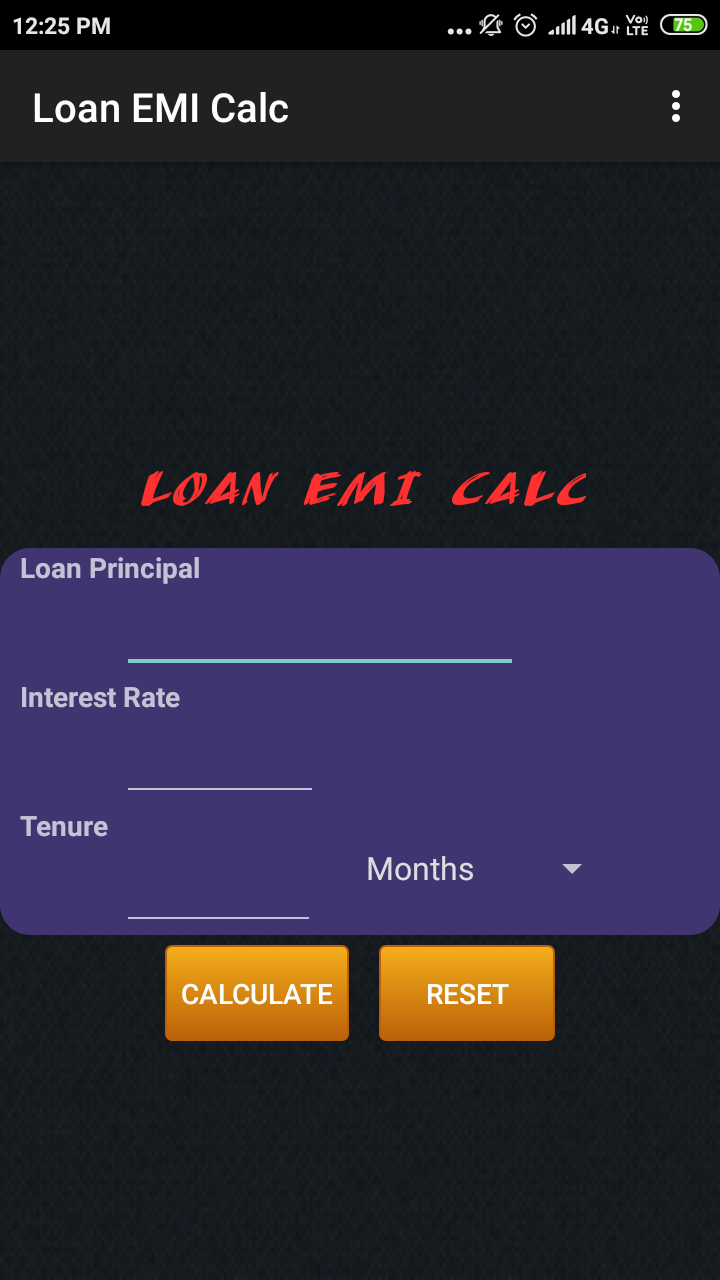 12:25 PM ... 4G Vo) LTE 75
Loan EMI Calc
LOAN EMI CALC
Loan Principal
Interest Rate
Tenure
Months
CALCULATE RESET